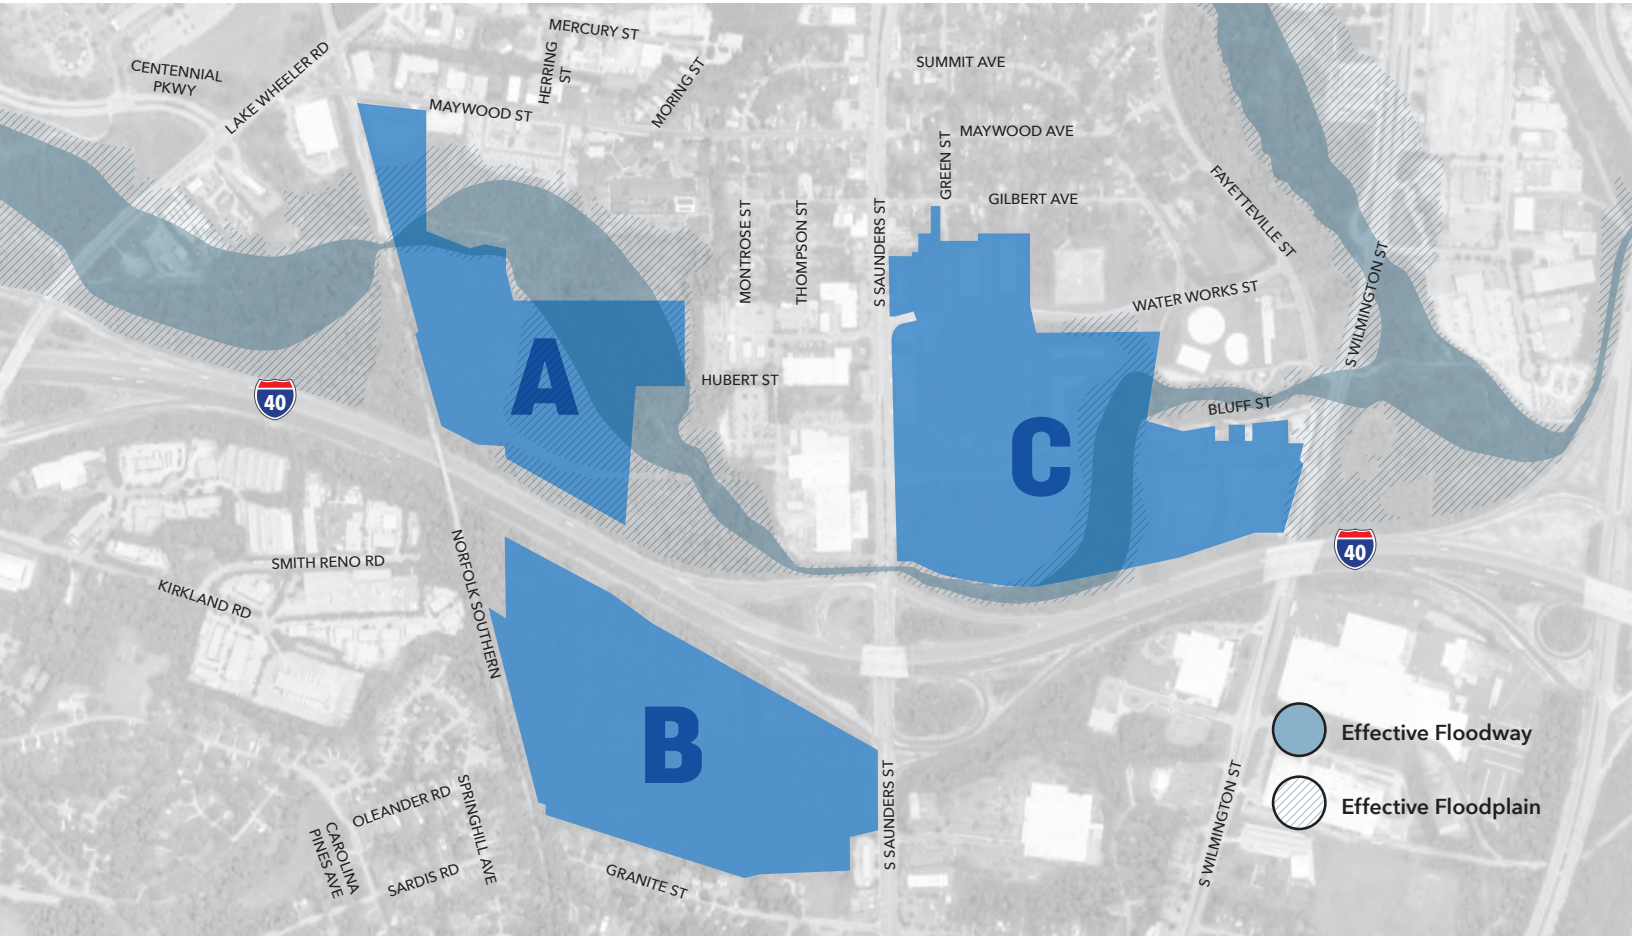 MERCURY ST
CENTENNIAL
PKWY
LAKE WHEELER RD
HERRING
ST
MORING ST
SUMMIT AVE
MAYWOOD ST
MAYWOOD AVE
GREEN ST
GILBERT AVE
FAYETTEVILLE ST
MONTROSE ST
THOMPSON ST
S SAUNDERS ST
S WILMINGTON ST
WATER WORKS ST
A
HUBERT ST
40
BLUFF ST
C
40
NORFOLK SOUTHERN
SMITH RENO RD
KIRKLAND RD
B
Effective Floodway
Effective Floodplain
S SAUNDERS ST
S WILMINGTON ST
OLEANDER RD
SPRINGHILL AVE
CAROLINA
PINES AVE
SARDIS RD
GRANITE ST